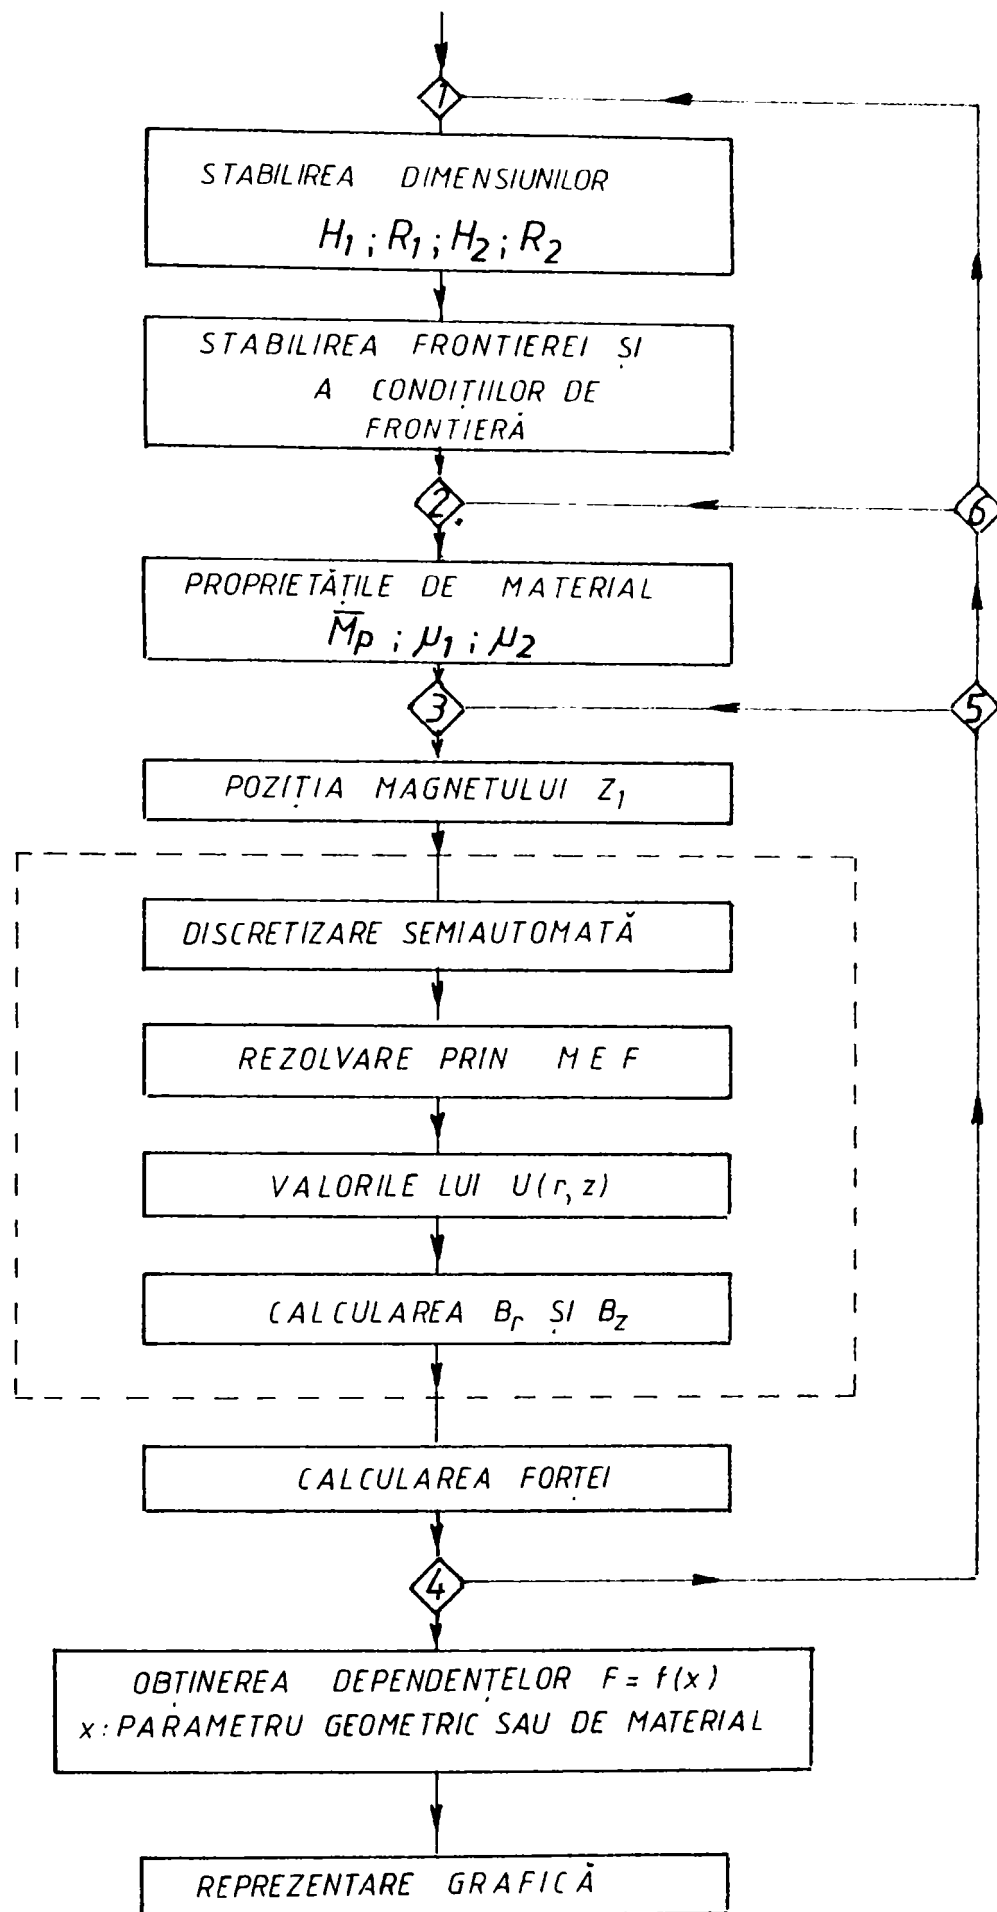 1
STABILIREA DIMENSIUNILOR
H₁ ; R₁ ; H₂ ; R₂
STABILIREA FRONTIEREI ȘI
A CONDIȚIILOR DE
FRONTIERĂ
2
6
PROPRIETĂȚILE DE MATERIAL
M̅p ; μ₁ ; μ₂
3
5
POZIȚIA MAGNETULUI Z₁
DISCRETIZARE SEMIAUTOMATĂ
REZOLVARE PRIN M E F
VALORILE LUI U(r, z)
CALCULAREA Bᵣ ȘI B_z
CALCULAREA FORȚEI
4
OBȚINEREA DEPENDENȚELOR F = f(x)
x : PARAMETRU GEOMETRIC SAU DE MATERIAL
REPREZENTARE GRAFICĂ